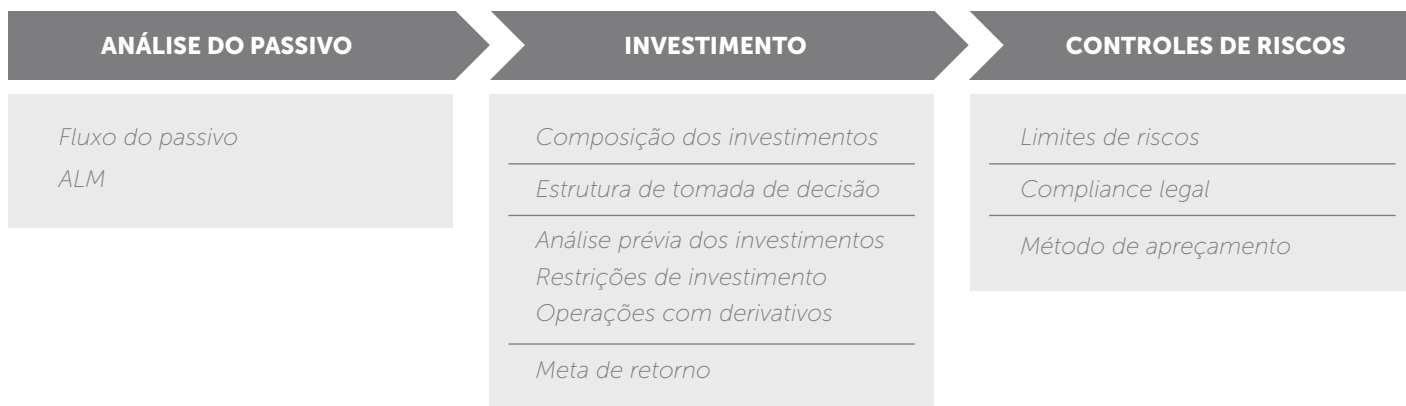 ANÁLISE DO PASSIVO
Fluxo do passivo
ALM
INVESTIMENTO
Composição dos investimentos
Estrutura de tomada de decisão
Análise prévia dos investimentos
Restrições de investimento
Operações com derivativos
Meta de retorno
CONTROLES DE RISCOS
Limites de riscos
Compliance legal
Método de apreçamento